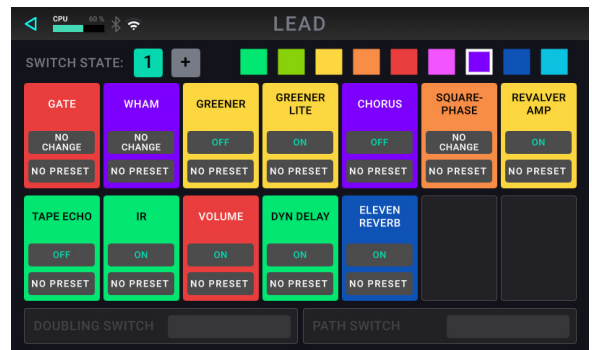 CPU 60%
LEAD
SWITCH STATE: 1 +
GATE
NO
CHANGE
NO PRESET
WHAM
NO
CHANGE
NO PRESET
GREENER
OFF
NO PRESET
GREENER
LITE
ON
NO PRESET
CHORUS
OFF
NO PRESET
SQUARE-
PHASE
NO
CHANGE
NO PRESET
REVALVER
AMP
ON
NO PRESET
TAPE ECHO
OFF
NO PRESET
IR
ON
NO PRESET
VOLUME
ON
NO PRESET
DYN DELAY
ON
NO PRESET
ELEVEN
REVERB
ON
NO PRESET
DOUBLING SWITCH
PATH SWITCH